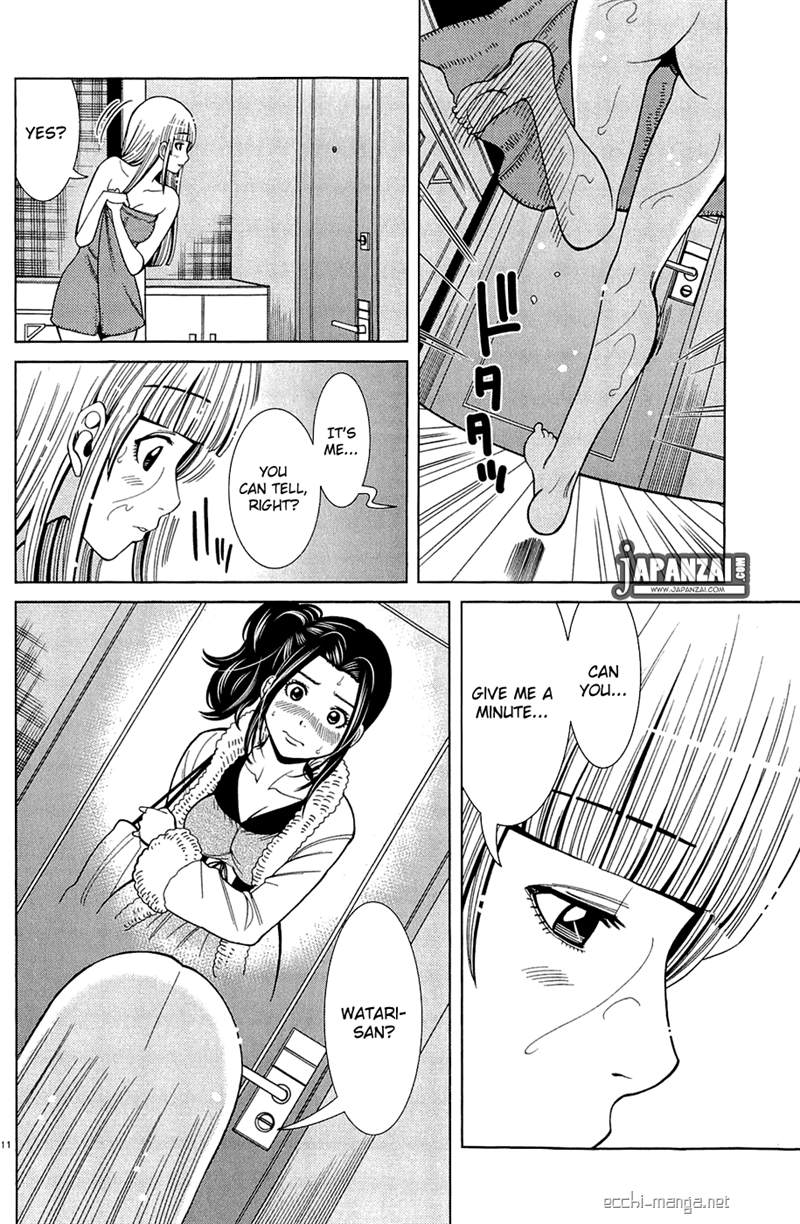 ドタタッ
YES?
IT'S
ME...
YOU
CAN TELL,
RIGHT?
JAPANZAI.COM
WWW.JAPANZAI.COM
CAN
YOU...
GIVE ME A
MINUTE...
WATARI-
SAN?
11
ecchi-manga.net